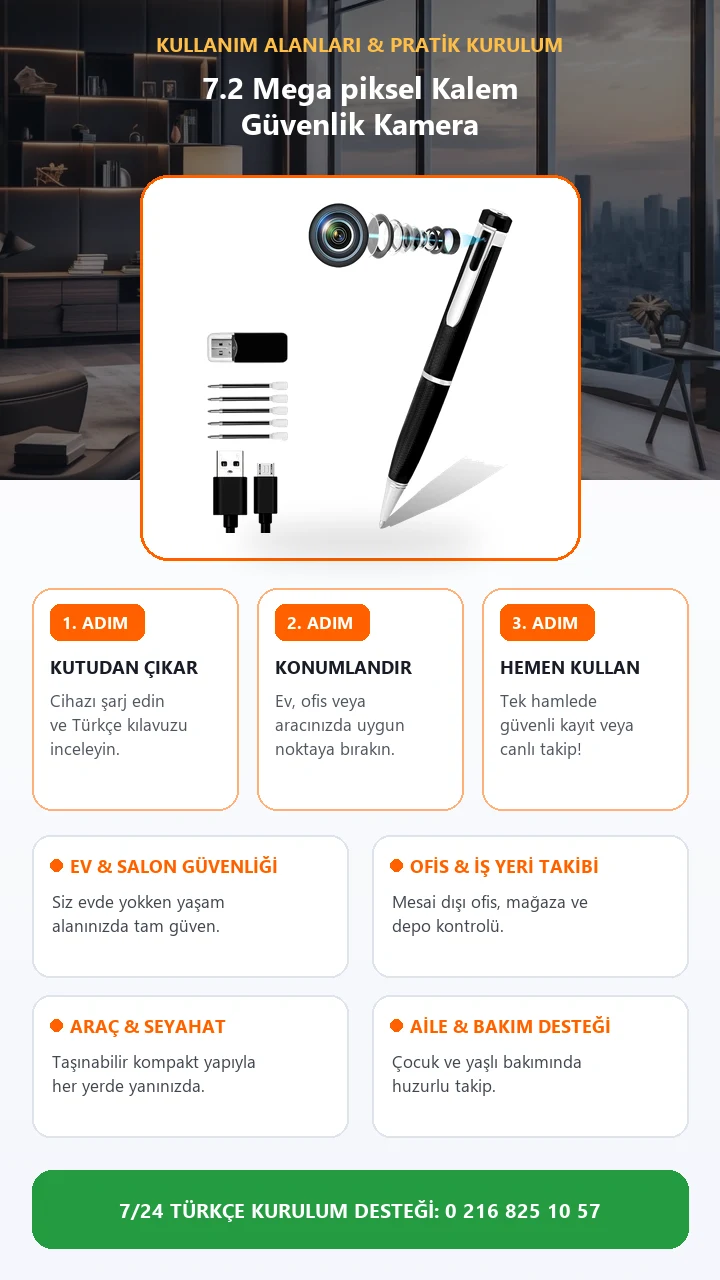 KULLANIM ALANLARI & PRATİK KURULUM
7.2 Mega piksel Kalem
Güvenlik Kamera
1. ADIM
KUTUDAN ÇIKAR
Cihazı şarj edin
ve Türkçe kılavuzu
inceleyin.
2. ADIM
KONUMLANDIR
Ev, ofis veya
aracınızda uygun
noktaya bırakın.
3. ADIM
HEMEN KULLAN
Tek hamlede
güvenli kayıt veya
canlı takip!
EV & SALON GÜVENLİĞİ
Siz evde yokken yaşam
alanınızda tam güven.
OFİS & İŞ YERİ TAKİBİ
Mesai dışı ofis, mağaza ve
depo kontrolü.
ARAÇ & SEYAHAT
Taşınabilir kompakt yapıyla
her yerde yanınızda.
AİLE & BAKIM DESTEĞİ
Çocuk ve yaşlı bakımında
huzurlu takip.
7/24 TÜRKÇE KURULUM DESTEĞİ: 0 216 825 10 57